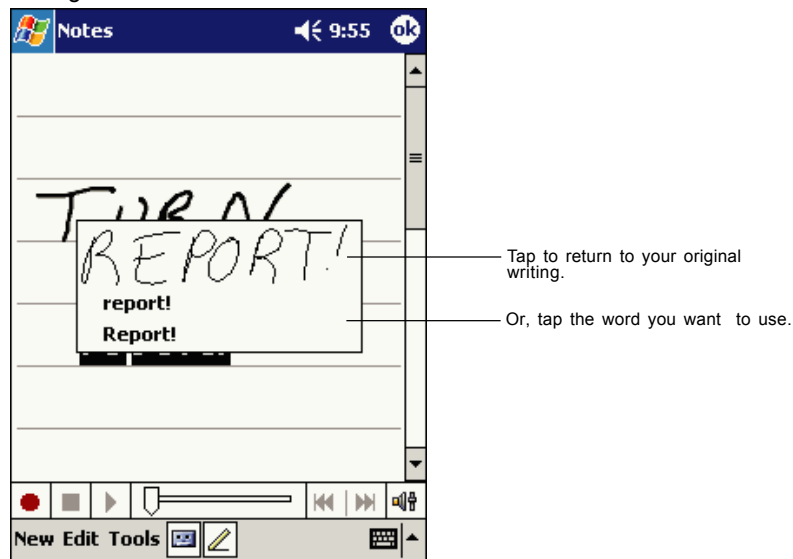 Notes 9:55 ok
TURN
REPORT!
Tap to return to your original
writing.
report!
Or, tap the word you want to use.
Report!
New Edit Tools